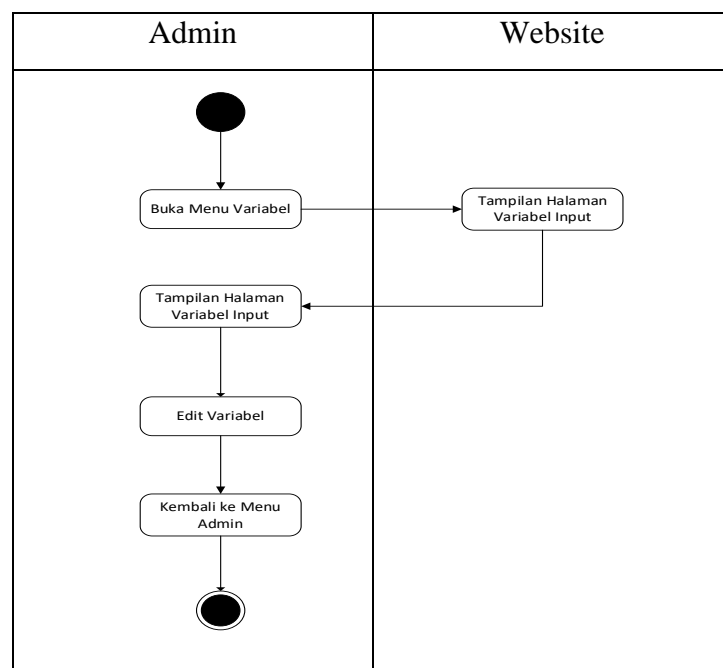 Admin
Website
Buka Menu Variabel
Tampilan Halaman
Variabel Input
Tampilan Halaman
Variabel Input
Edit Variabel
Kembali ke Menu
Admin